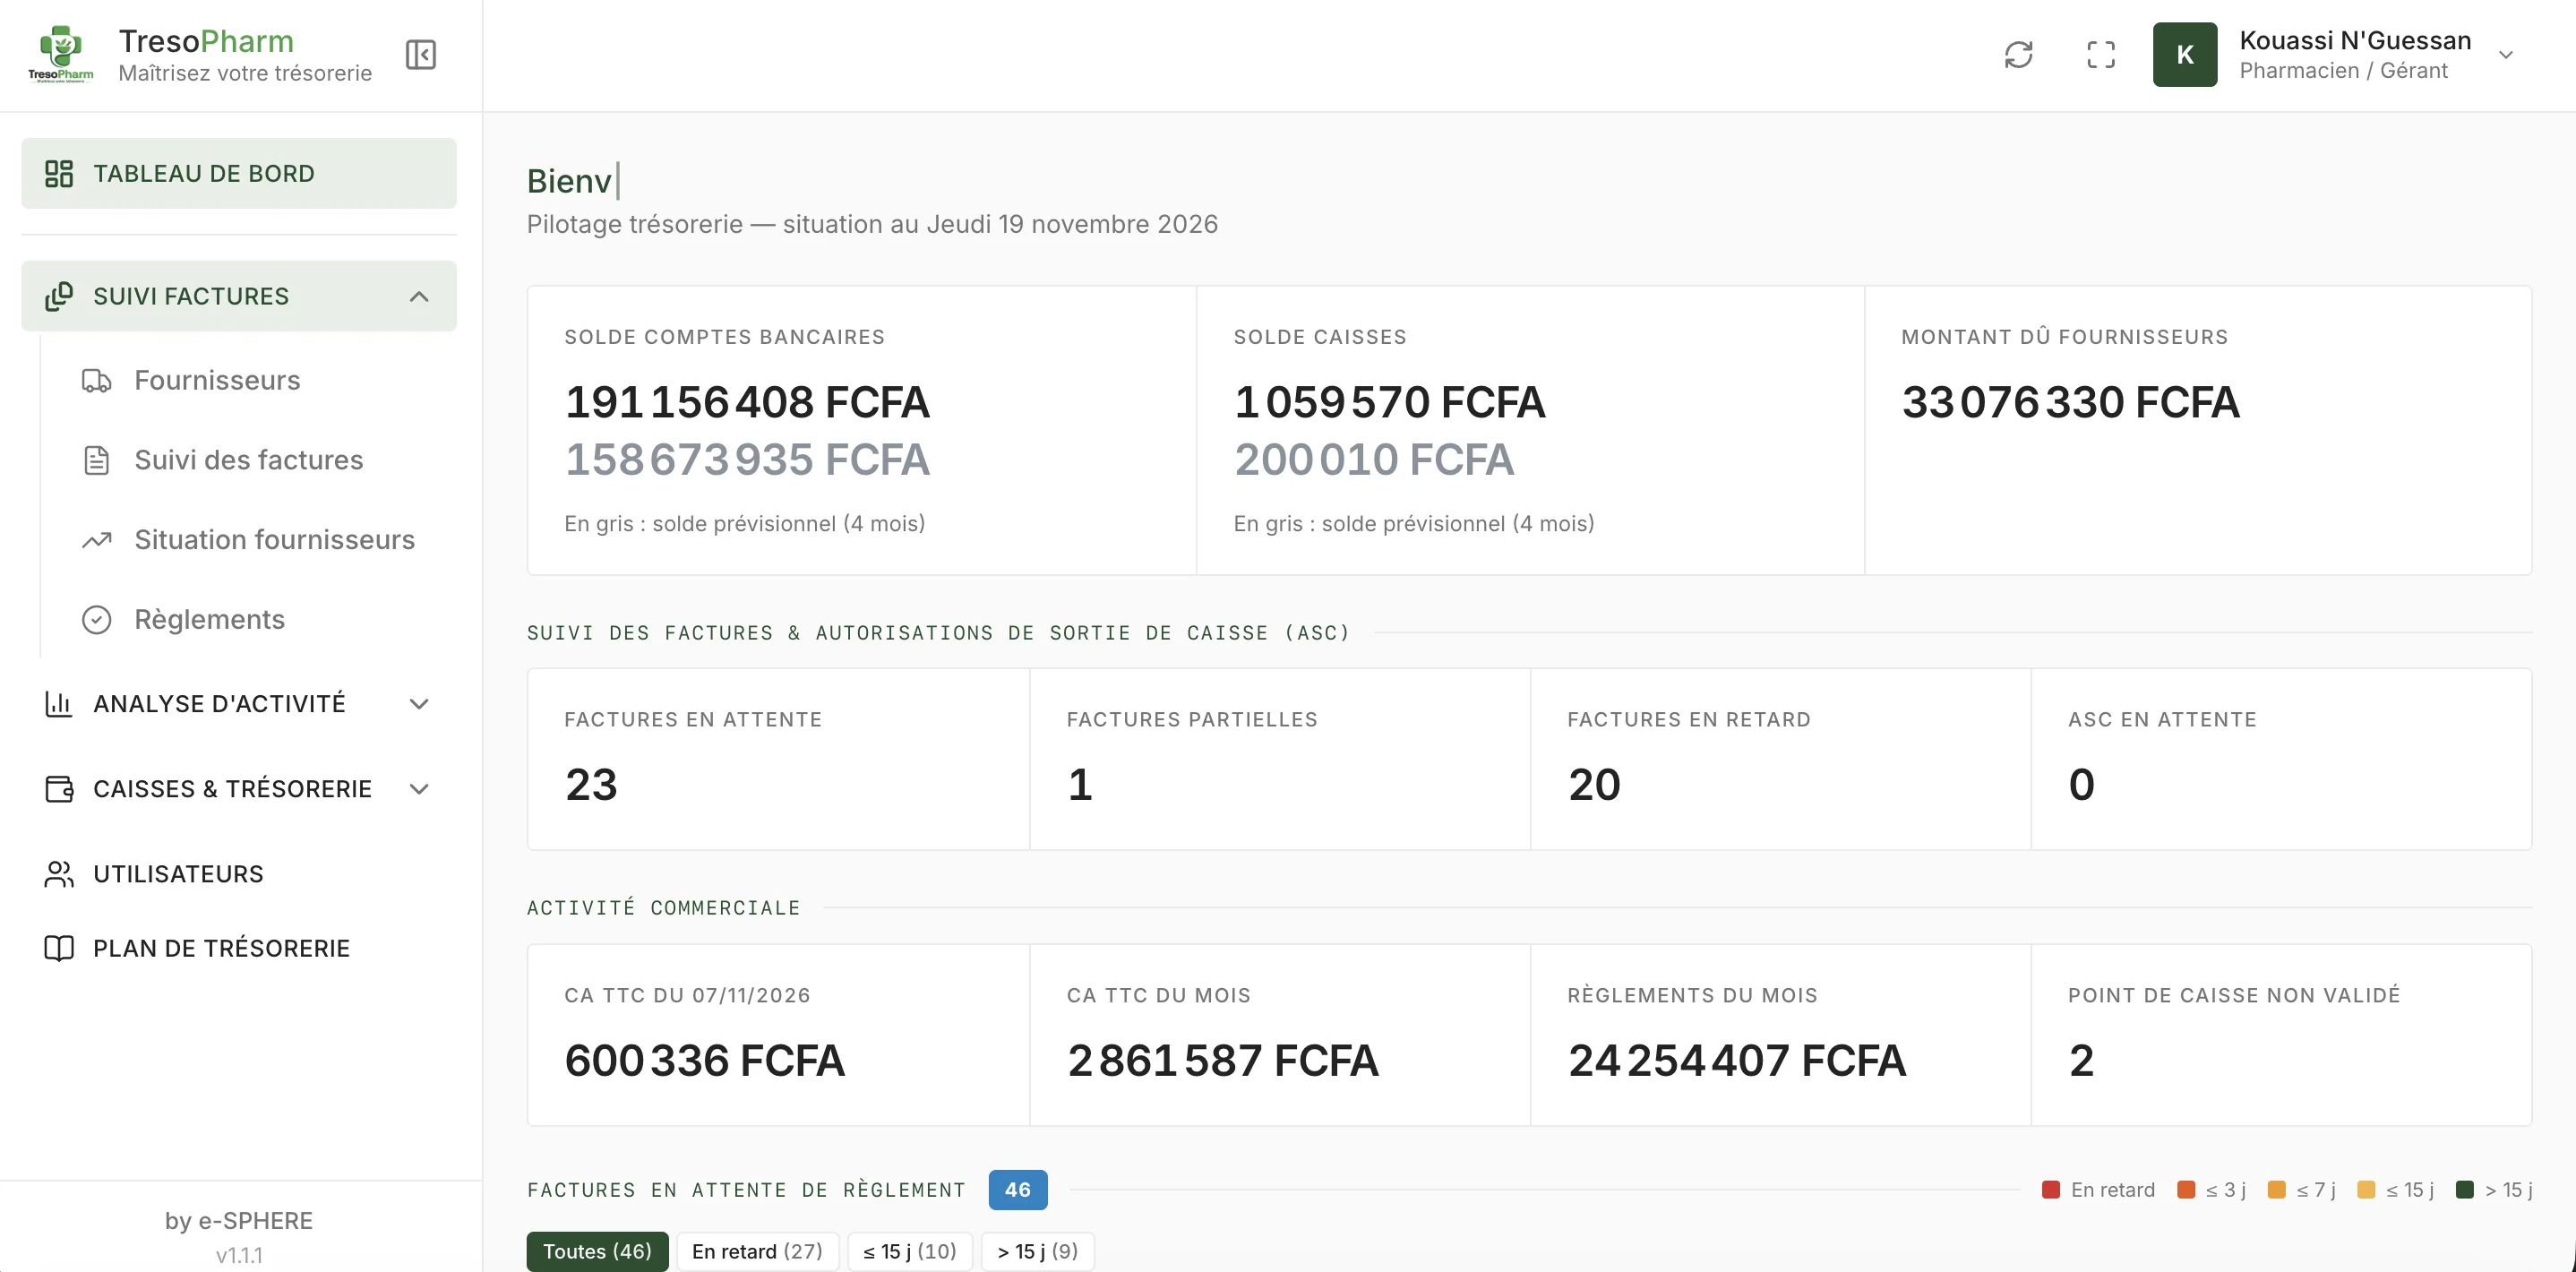 TresoPharm
Maîtrisez votre trésorerie
TresoPharm
Kouassi N'Guessan
Pharmacien / Gérant
K
TABLEAU DE BORD
SUIVI FACTURES
Fournisseurs
Suivi des factures
Situation fournisseurs
Règlements
ANALYSE D'ACTIVITÉ
CAISSES & TRÉSORERIE
UTILISATEURS
PLAN DE TRÉSORERIE
by e-SPHERE
v1.1.1
Bienv
Pilotage trésorerie — situation au Jeudi 19 novembre 2026
SOLDE COMPTES BANCAIRES
191 156 408 FCFA
158 673 935 FCFA
En gris : solde prévisionnel (4 mois)
SOLDE CAISSES
1 059 570 FCFA
200 010 FCFA
En gris : solde prévisionnel (4 mois)
MONTANT DÛ FOURNISSEURS
33 076 330 FCFA
SUIVI DES FACTURES & AUTORISATIONS DE SORTIE DE CAISSE (ASC)
FACTURES EN ATTENTE
23
FACTURES PARTIELLES
1
FACTURES EN RETARD
20
ASC EN ATTENTE
0
ACTIVITÉ COMMERCIALE
CA TTC DU 07/11/2026
600 336 FCFA
CA TTC DU MOIS
2 861 587 FCFA
RÈGLEMENTS DU MOIS
24 254 407 FCFA
POINT DE CAISSE NON VALIDÉ
2
FACTURES EN ATTENTE DE RÈGLEMENT 46
En retard ≤ 3 j ≤ 7 j ≤ 15 j > 15 j
Toutes (46) En retard (27) ≤ 15 j (10) > 15 j (9)